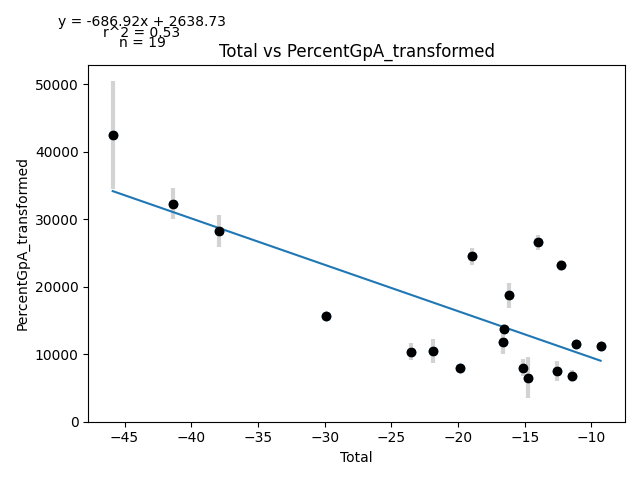 y = -686.92x + 2638.73
r^2 = 0.53
n = 19
Total vs PercentGpA_transformed
PercentGpA_transformed
50000
40000
30000
20000
10000
0
−45 −40 −35 −30 −25 −20 −15 −10
Total